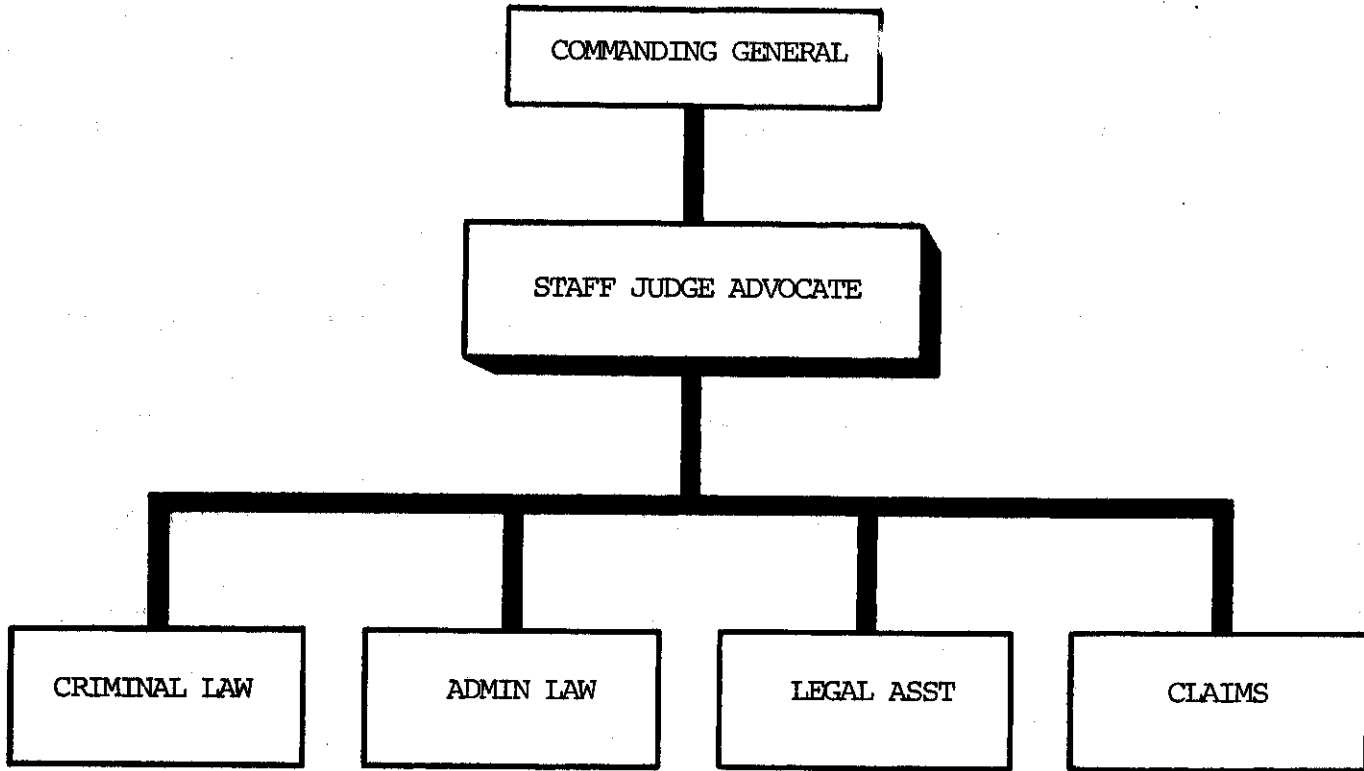 COMMANDING GENERAL
STAFF JUDGE ADVOCATE
CRIMINAL LAW
ADMIN LAW
LEGAL ASST
CLAIMS